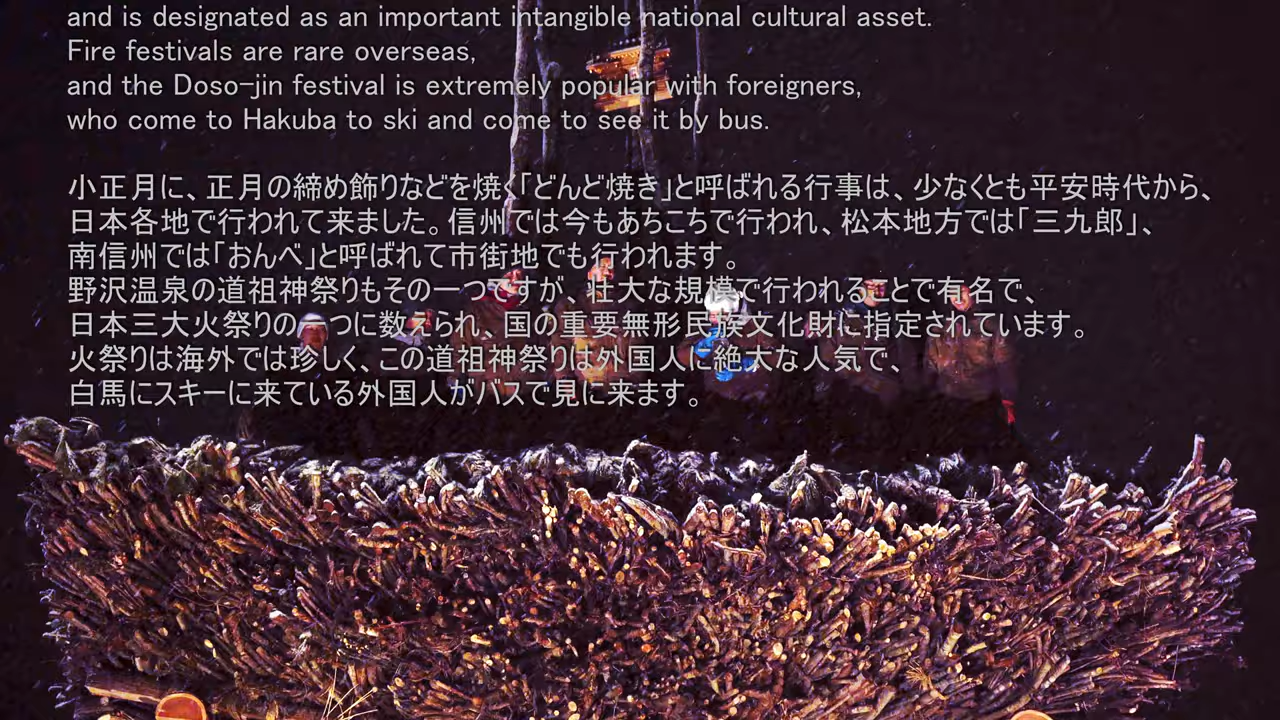 and is designated as an important intangible national cultural asset.
Fire festivals are rare overseas,
and the Doso-jin festival is extremely popular with foreigners,
who come to Hakuba to ski and come to see it by bus.
小正月に、正月の締め飾りなどを焼く「どんど焼き」と呼ばれる行事は、少なくとも平安時代から、
日本各地で行われて来ました。信州では今もあちこちで行われ、松本地方では「三九郎」、
南信州では「おんべ」と呼ばれて市街地でも行われます。
野沢温泉の道祖神祭りもその一つですが、壮大な規模で行われることで有名で、
日本三大火祭りの一つに数えられ、国の重要無形民族文化財に指定されています。
火祭りは海外では珍しく、この道祖神祭りは外国人に絶大な人気で、
白馬にスキーに来ている外国人がバスで見に来ます。